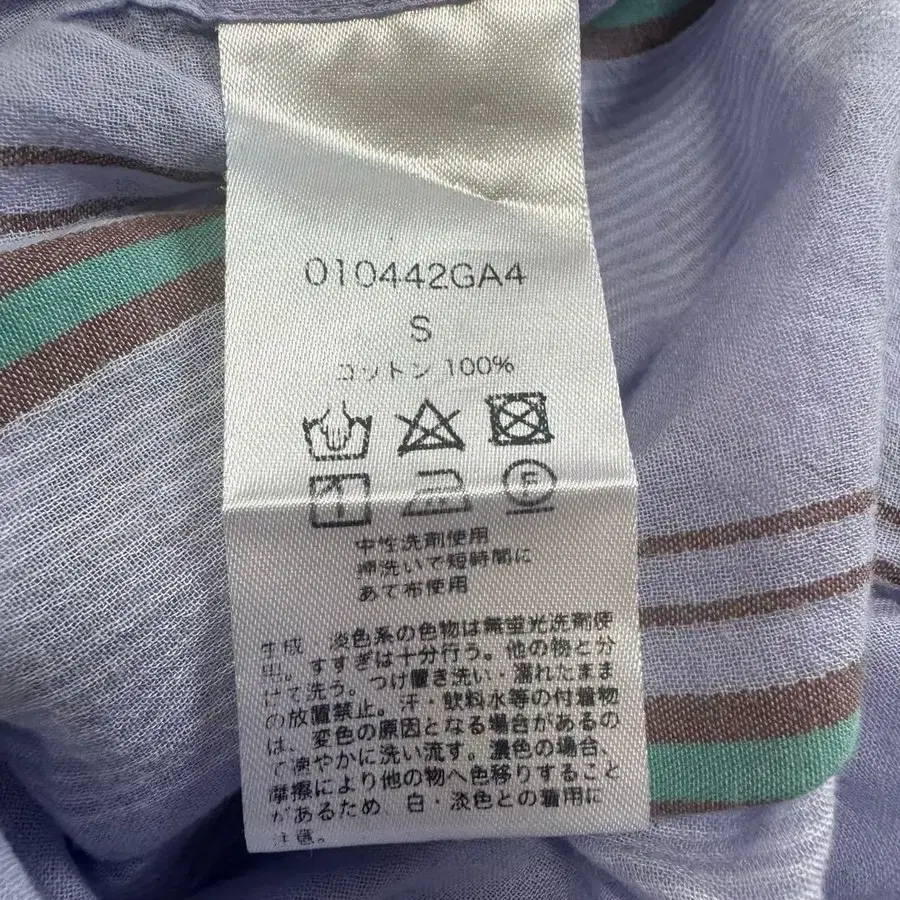 010442GA4
S
コットン 100%
F
中性洗剤使用
押洗いで短時間に
あて布使用
生成、淡色系の色物は無蛍光洗剤使
用。すすぎは十分行う。他の物と分
けて洗う。つけ置き洗い・濡れたまま
の放置禁止。汗・飲料水等の付着物
は、変色の原因となる場合があるの
で速やかに洗い流す。濃色の場合、
摩擦により他の物へ色移りすること
があるため、白・淡色との着用に
注意。